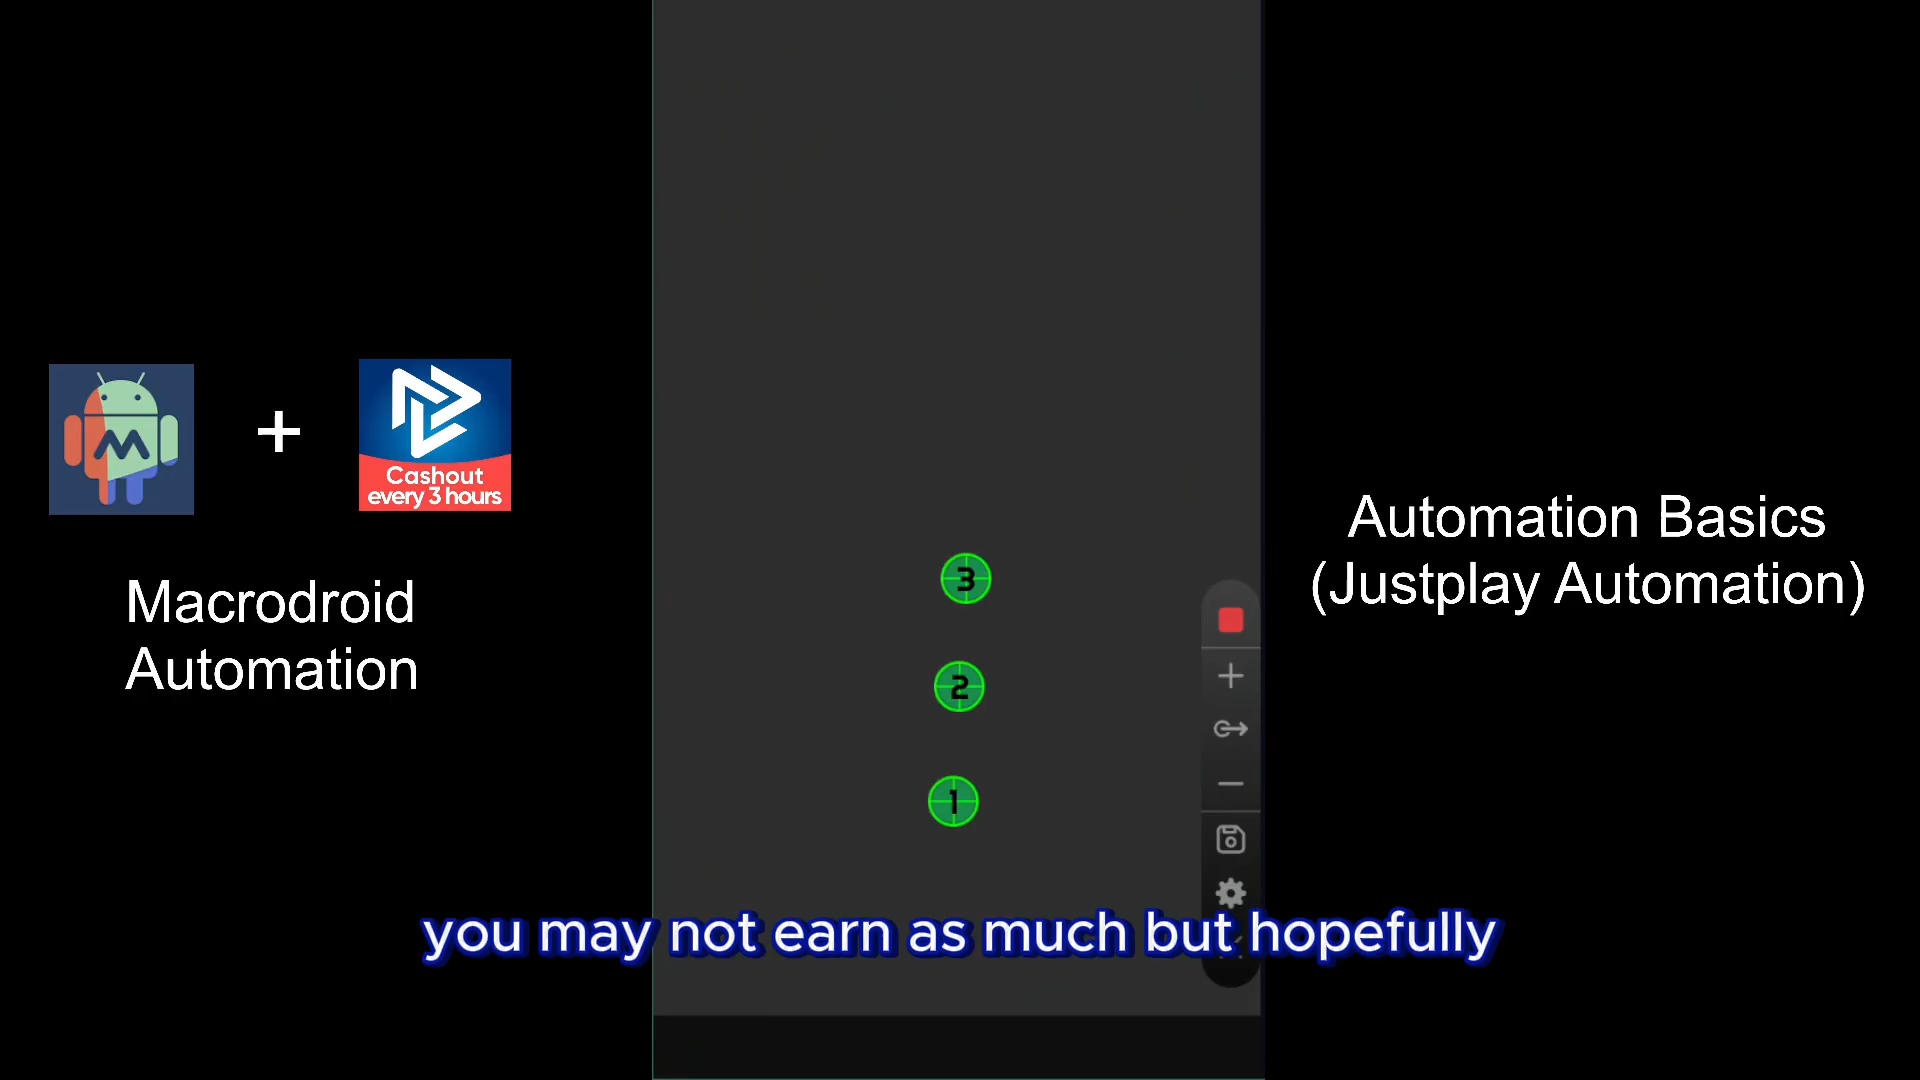 M
+
Cashout
every 3 hours
Macrodroid
Automation
3
2
1
Automation Basics
(Justplay Automation)
you may not earn as much but hopefully